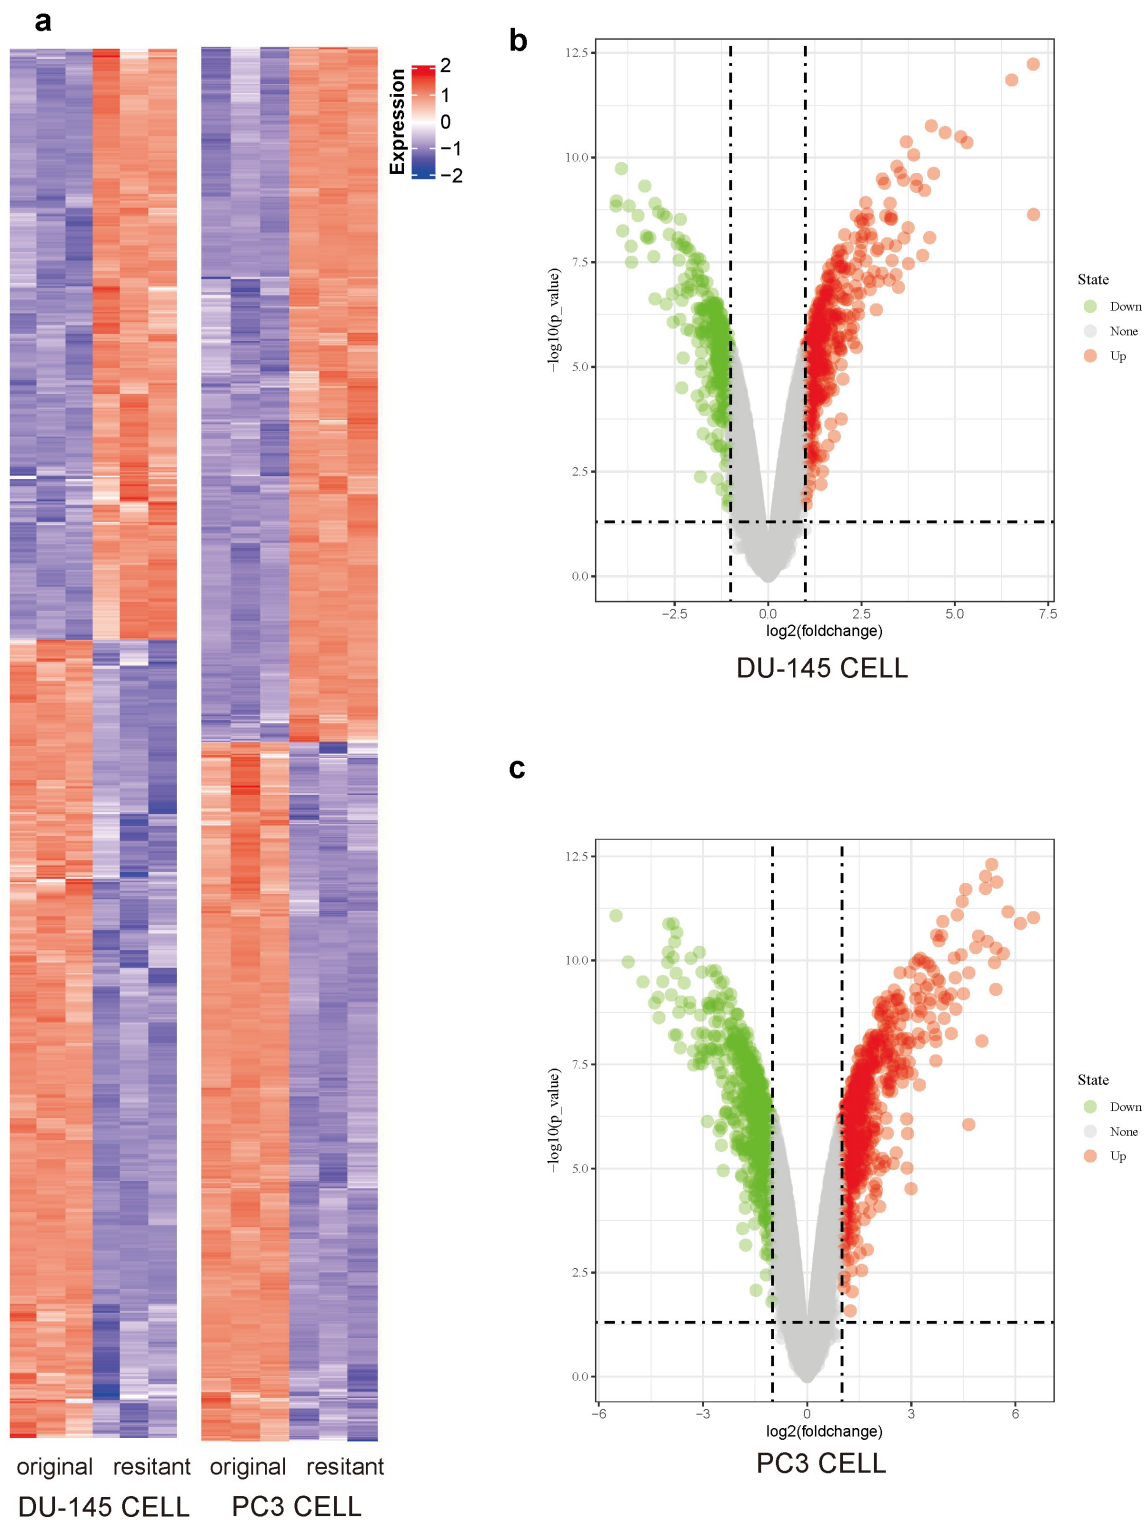 a
Expression
2
1
0
−1
−2
original resitant original resitant
DU-145 CELL PC3 CELL
b
−log10(p_value)
12.5
10.0
7.5
5.0
2.5
0.0
−2.5 0.0 2.5 5.0 7.5
log2(foldchange)
DU-145 CELL
State
Down
None
Up
c
−log10(p_value)
12.5
10.0
7.5
5.0
2.5
0.0
−6 −3 0 3 6
log2(foldchange)
PC3 CELL
State
Down
None
Up